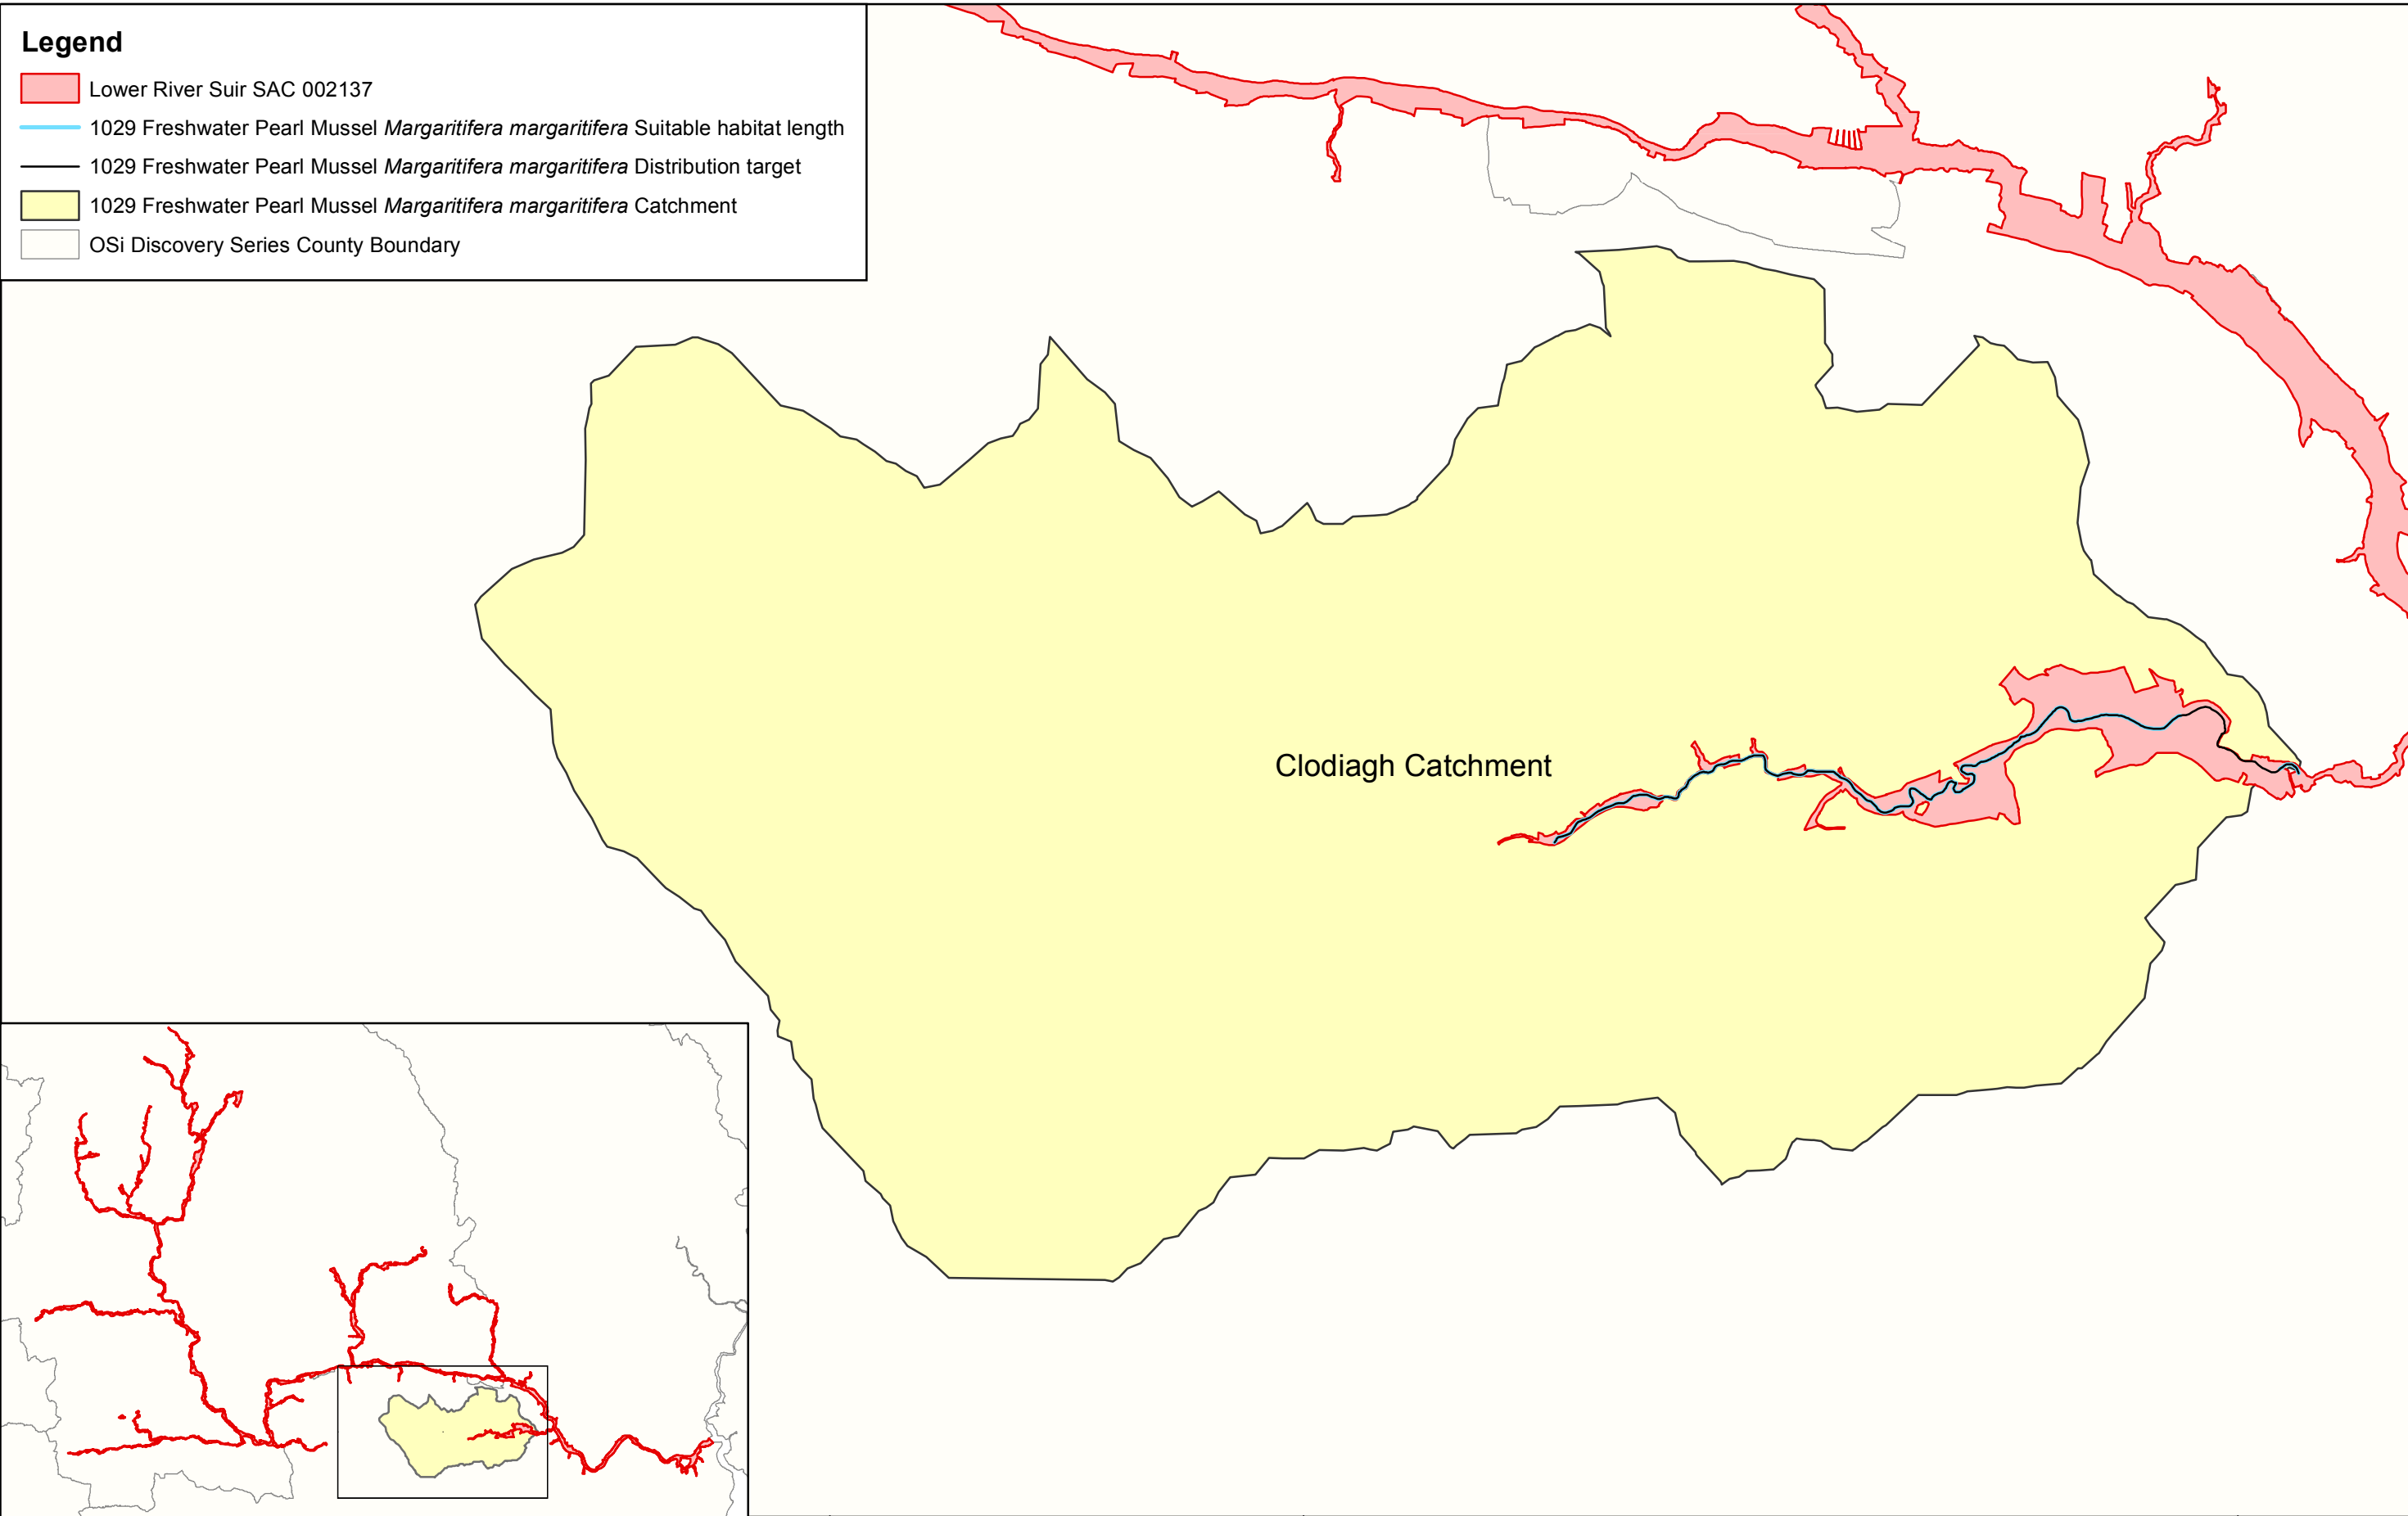 Legend
Lower River Suir SAC 002137
1029 Freshwater Pearl Mussel Margaritifera margaritifera Suitable habitat length
1029 Freshwater Pearl Mussel Margaritifera margaritifera Distribution target
1029 Freshwater Pearl Mussel Margaritifera margaritifera Catchment
OSi Discovery Series County Boundary
Clodiagh Catchment